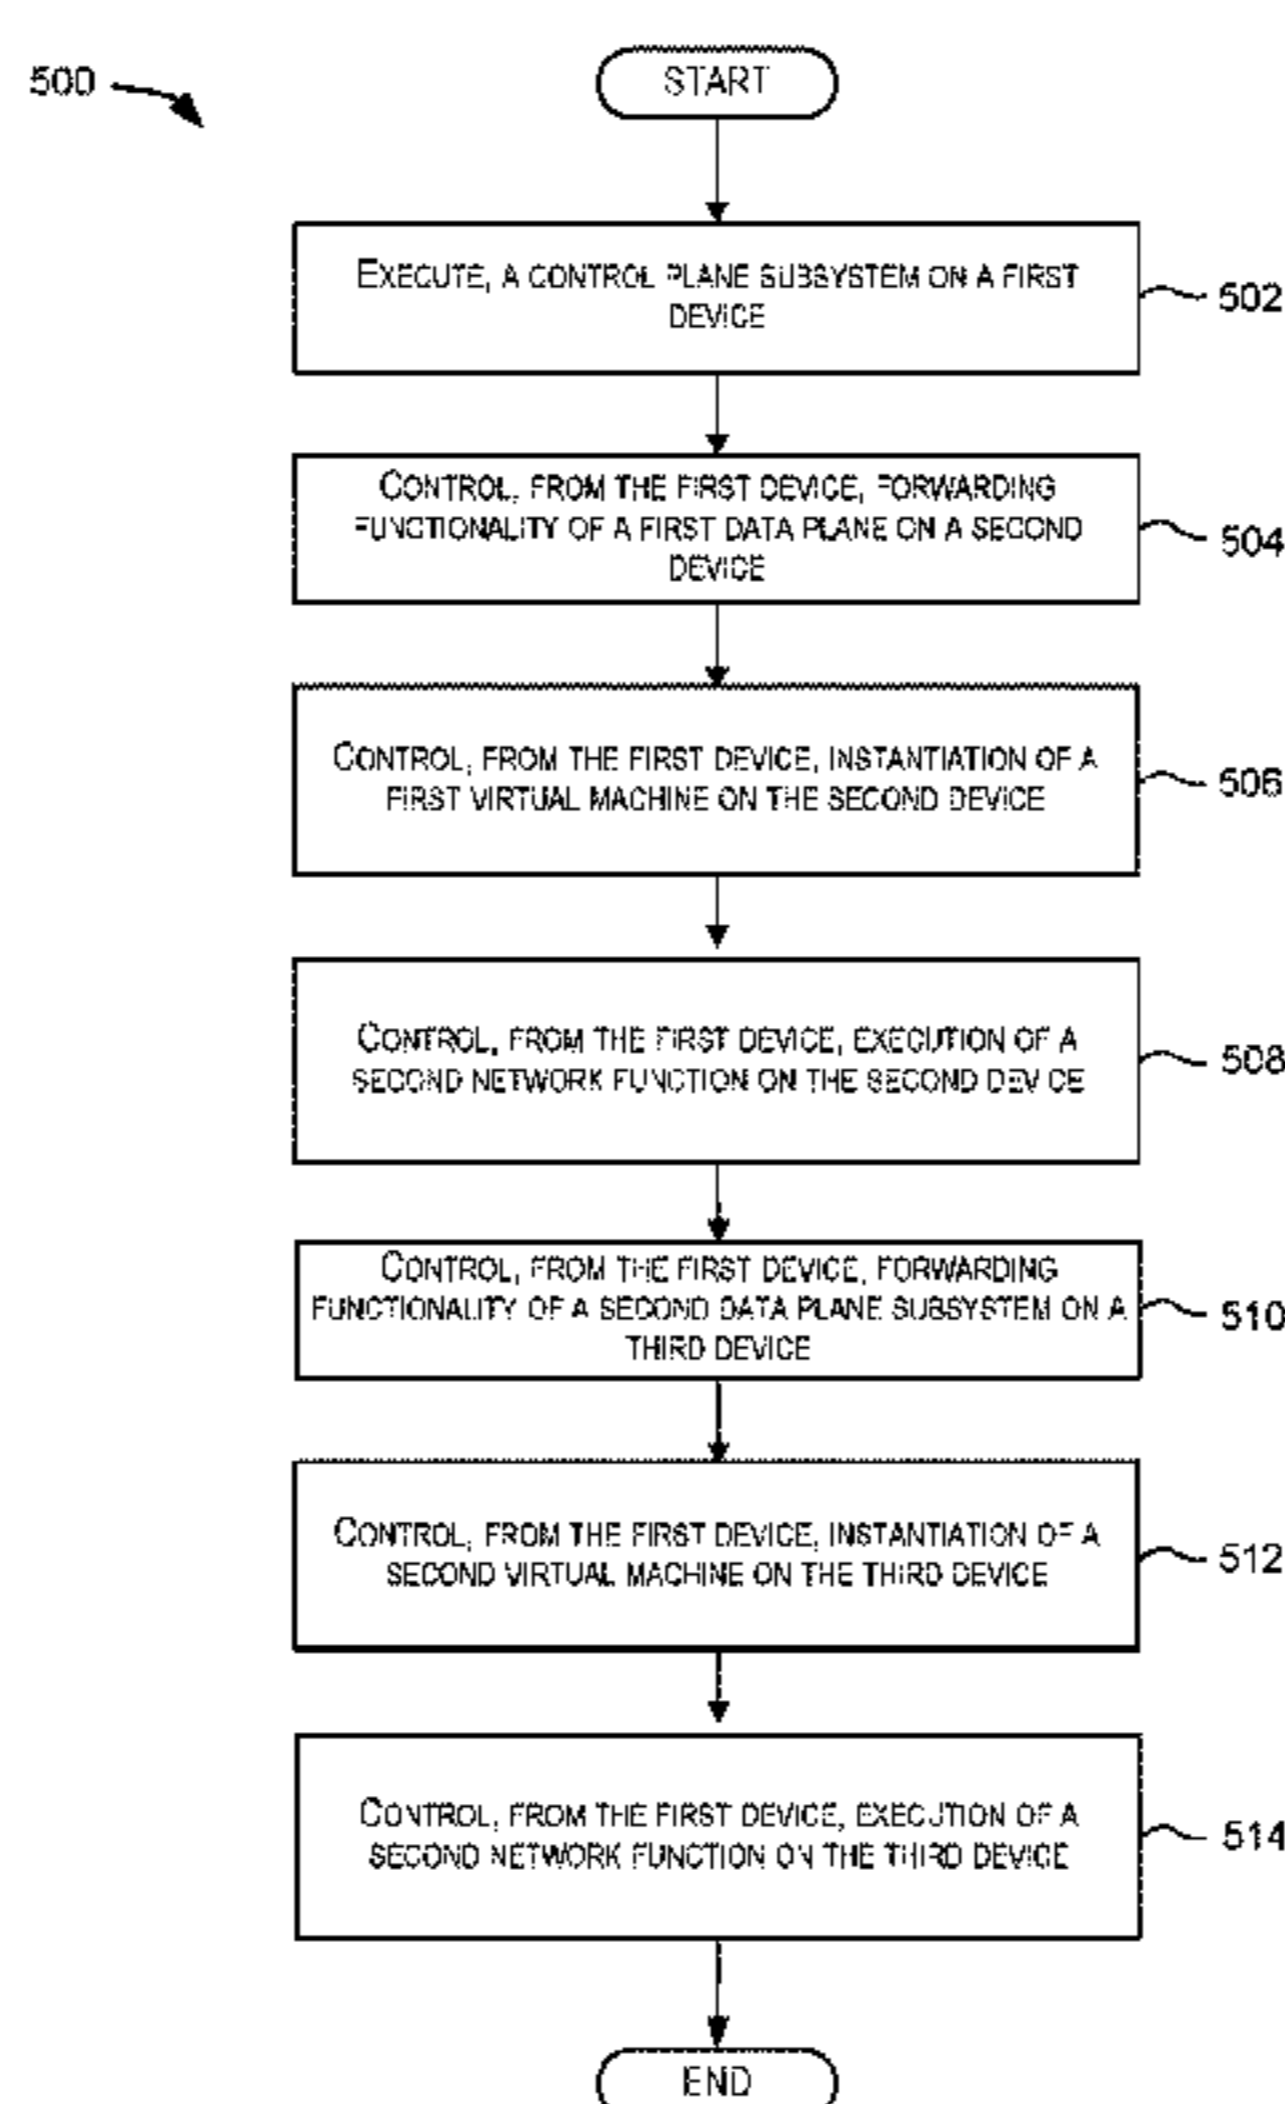 500
START
EXECUTE, A CONTROL PLANE SUBSYSTEM ON A FIRST
DEVICE
502
CONTROL, FROM THE FIRST DEVICE, FORWARDING
FUNCTIONALITY OF A FIRST DATA PLANE ON A SECOND
DEVICE
504
CONTROL, FROM THE FIRST DEVICE, INSTANTIATION OF A
FIRST VIRTUAL MACHINE ON THE SECOND DEVICE
506
CONTROL, FROM THE FIRST DEVICE, EXECUTION OF A
SECOND NETWORK FUNCTION ON THE SECOND DEVICE
508
CONTROL, FROM THE FIRST DEVICE, FORWARDING
FUNCTIONALITY OF A SECOND DATA PLANE SUBSYSTEM ON A
THIRD DEVICE
510
CONTROL, FROM THE FIRST DEVICE, INSTANTIATION OF A
SECOND VIRTUAL MACHINE ON THE THIRD DEVICE
512
CONTROL, FROM THE FIRST DEVICE, EXECUTION OF A
SECOND NETWORK FUNCTION ON THE THIRD DEVICE
514
END